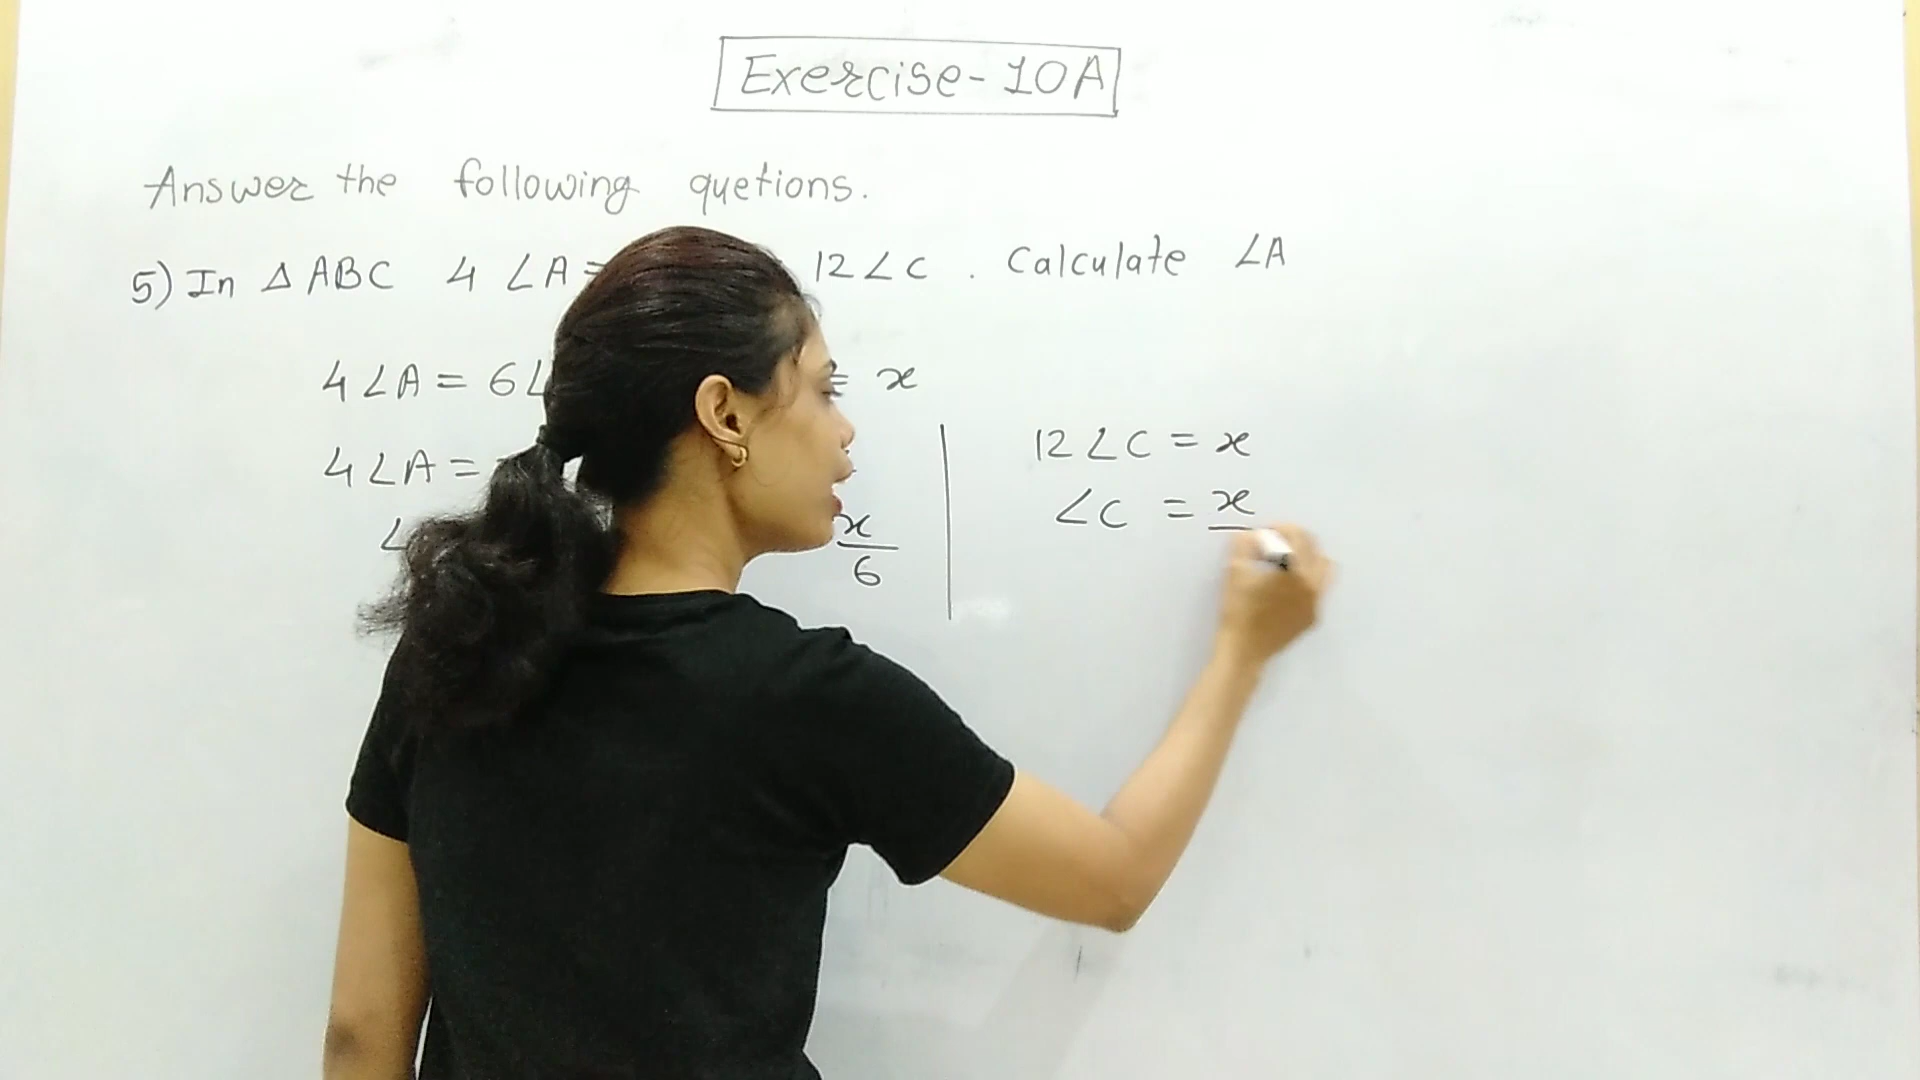 Exercise-10A
Answer the following quetions.
5) In △ ABC 4 ∠A = 12∠C . Calculate ∠A
4∠A = 6∠ = x
4∠A =
∠
x/6
12∠C = x
∠C = x